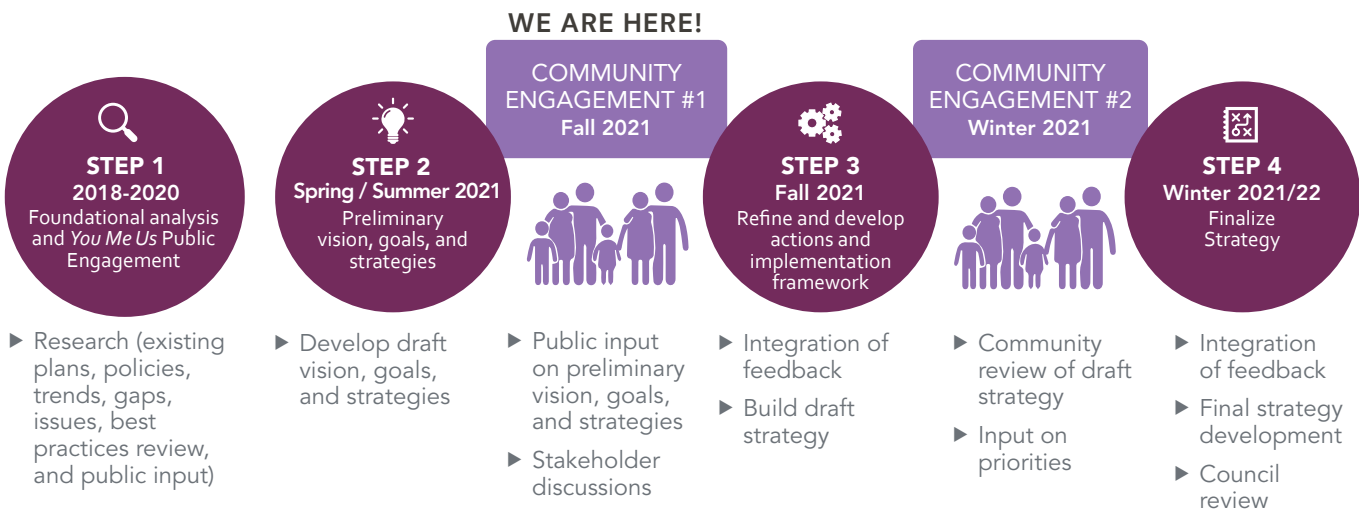 WE ARE HERE!
STEP 1
2018-2020
Foundational analysis
and You Me Us Public
Engagement
▶ Research (existing
plans, policies,
trends, gaps,
issues, best
practices review,
and public input)
STEP 2
Spring / Summer 2021
Preliminary
vision, goals, and
strategies
▶ Develop draft
vision, goals,
and strategies
COMMUNITY
ENGAGEMENT #1
Fall 2021
▶ Public input
on preliminary
vision, goals,
and strategies
▶ Stakeholder
discussions
STEP 3
Fall 2021
Refine and develop
actions and
implementation
framework
▶ Integration of
feedback
▶ Build draft
strategy
COMMUNITY
ENGAGEMENT #2
Winter 2021
▶ Community
review of draft
strategy
▶ Input on
priorities
STEP 4
Winter 2021/22
Finalize
Strategy
▶ Integration
of feedback
▶ Final strategy
development
▶ Council
review